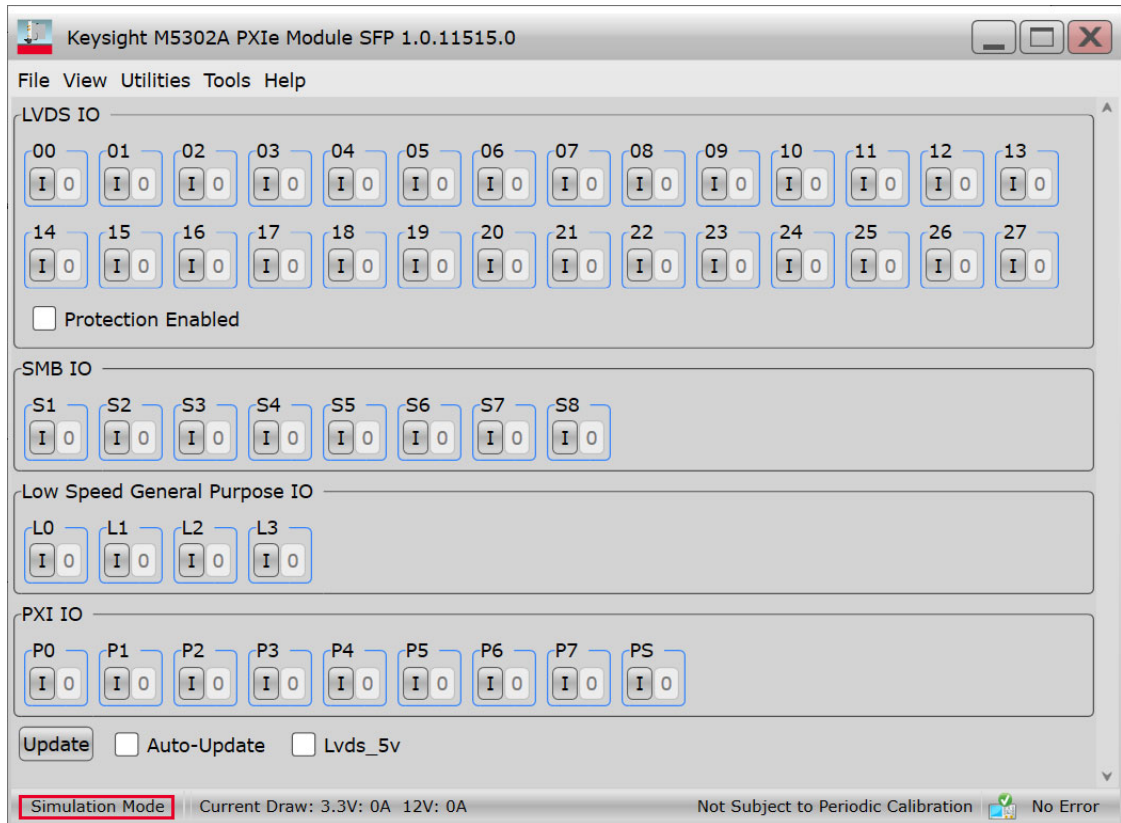 Keysight M5302A PXIe Module SFP 1.0.11515.0
File View Utilities Tools Help
LVDS IO
00 01 02 03 04 05 06 07 08 09 10 11 12 13
I 0 I 0 I 0 I 0 I 0 I 0 I 0 I 0 I 0 I 0 I 0 I 0 I 0 I 0
14 15 16 17 18 19 20 21 22 23 24 25 26 27
I 0 I 0 I 0 I 0 I 0 I 0 I 0 I 0 I 0 I 0 I 0 I 0 I 0 I 0
Protection Enabled
SMB IO
S1 S2 S3 S4 S5 S6 S7 S8
I 0 I 0 I 0 I 0 I 0 I 0 I 0 I 0
Low Speed General Purpose IO
L0 L1 L2 L3
I 0 I 0 I 0 I 0
PXI IO
P0 P1 P2 P3 P4 P5 P6 P7 PS
I 0 I 0 I 0 I 0 I 0 I 0 I 0 I 0 I 0
Update Auto-Update Lvds_5v
Simulation Mode Current Draw: 3.3V: 0A 12V: 0A Not Subject to Periodic Calibration No Error